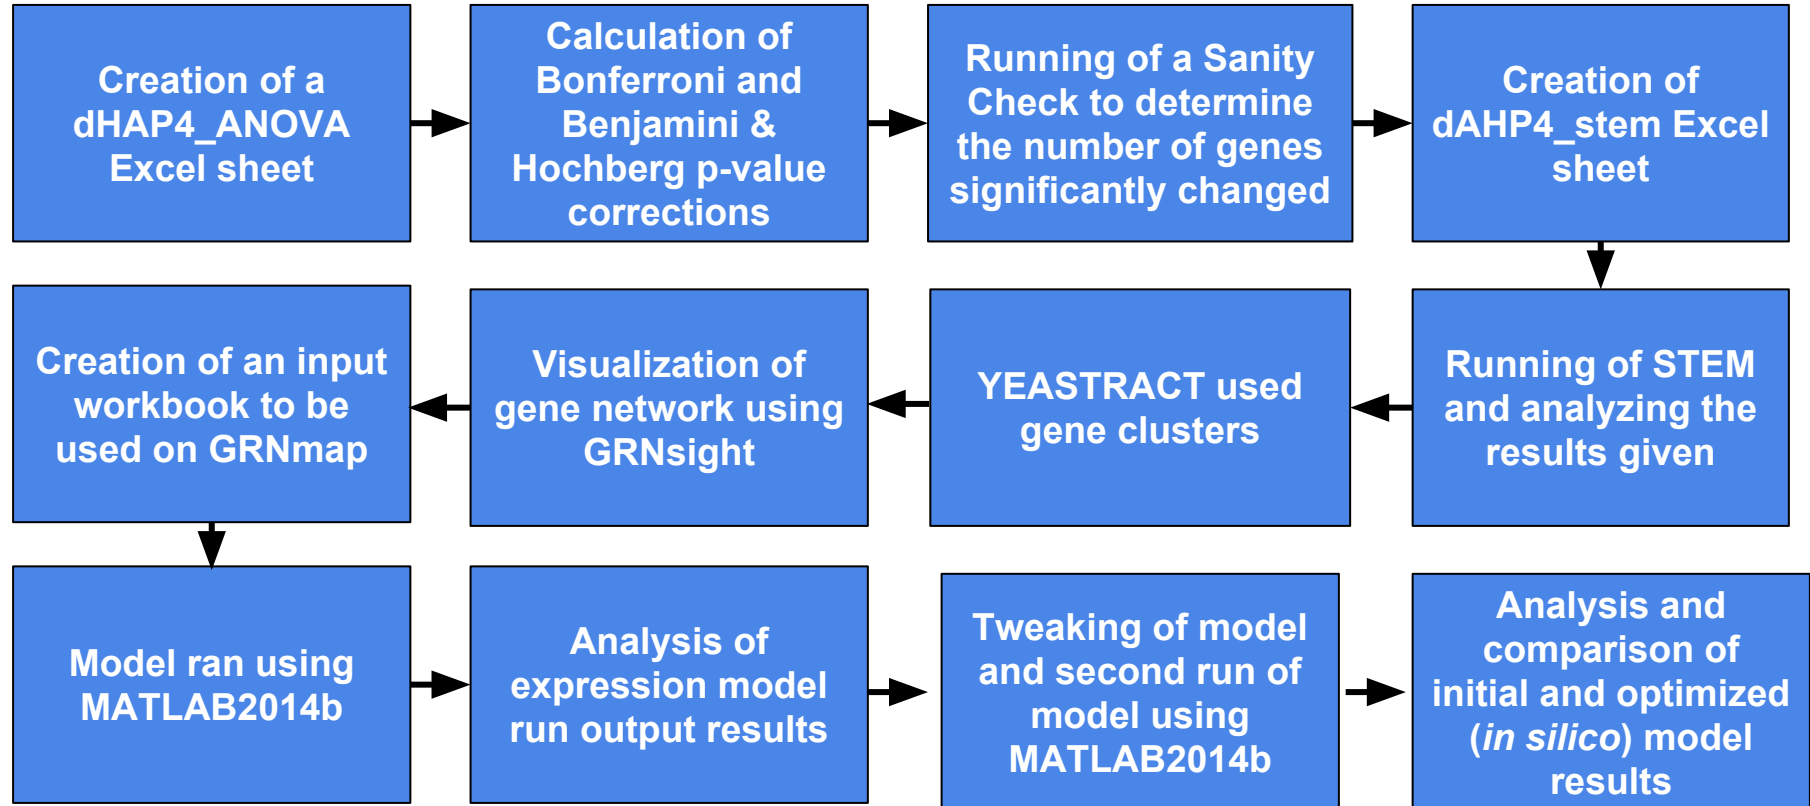 Creation of a
dHAP4_ANOVA
Excel sheet
Calculation of
Bonferroni and
Benjamini &
Hochberg p-value
corrections
Running of a Sanity
Check to determine
the number of genes
significantly changed
Creation of
dAHP4_stem Excel
sheet
Running of STEM
and analyzing the
results given
YEASTRACT used
gene clusters
Visualization of
gene network using
GRNsight
Creation of an input
workbook to be
used on GRNmap
Model ran using
MATLAB2014b
Analysis of
expression model
run output results
Tweaking of model
and second run of
model using
MATLAB2014b
Analysis and
comparison of
initial and optimized
(in silico) model
results